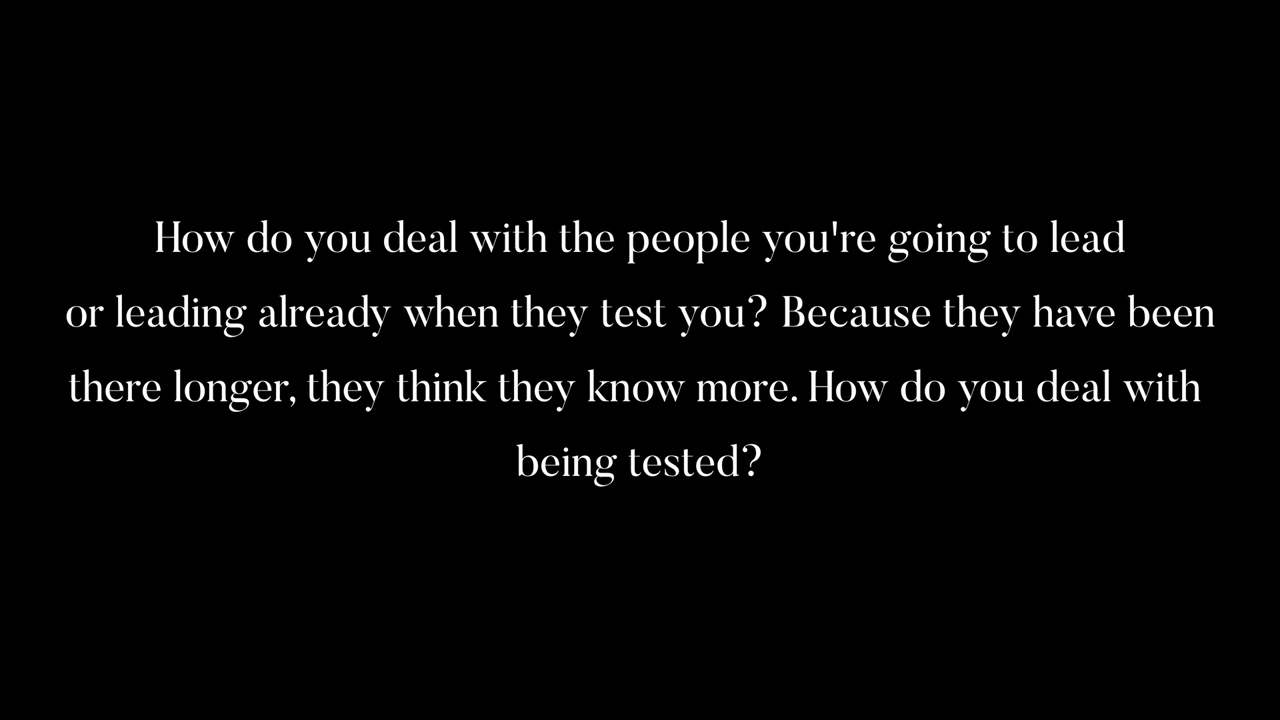 How do you deal with the people you're going to lead
or leading already when they test you? Because they have been
there longer, they think they know more. How do you deal with
being tested?